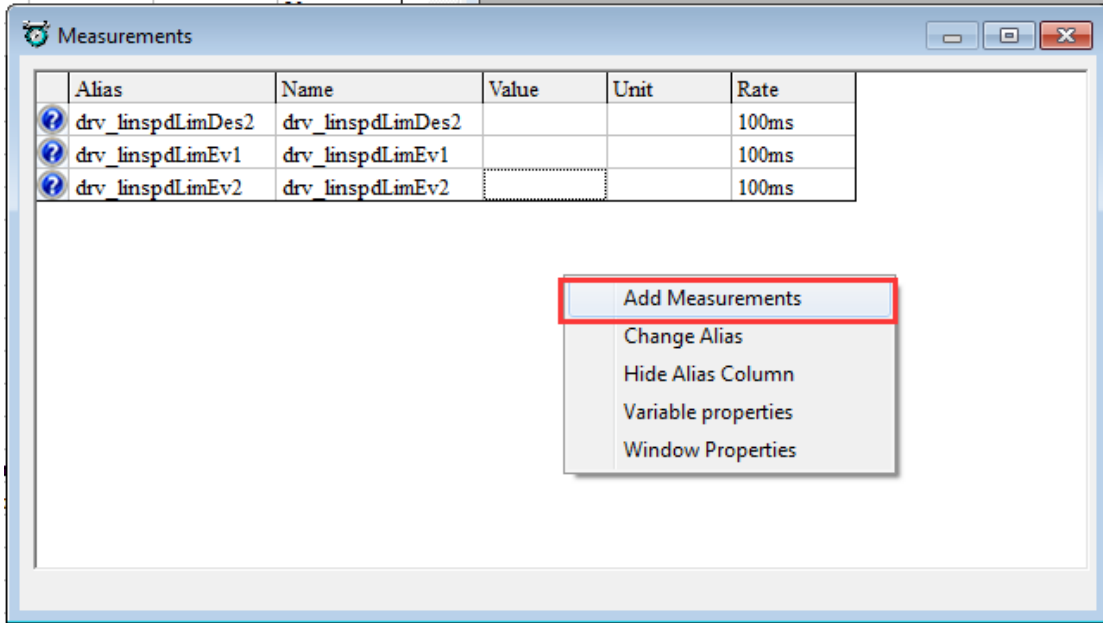 Measurements
Alias Name Value Unit Rate
drv_linspdLimDes2 drv_linspdLimDes2 100ms
drv_linspdLimEv1 drv_linspdLimEv1 100ms
drv_linspdLimEv2 drv_linspdLimEv2 100ms
Add Measurements
Change Alias
Hide Alias Column
Variable properties
Window Properties